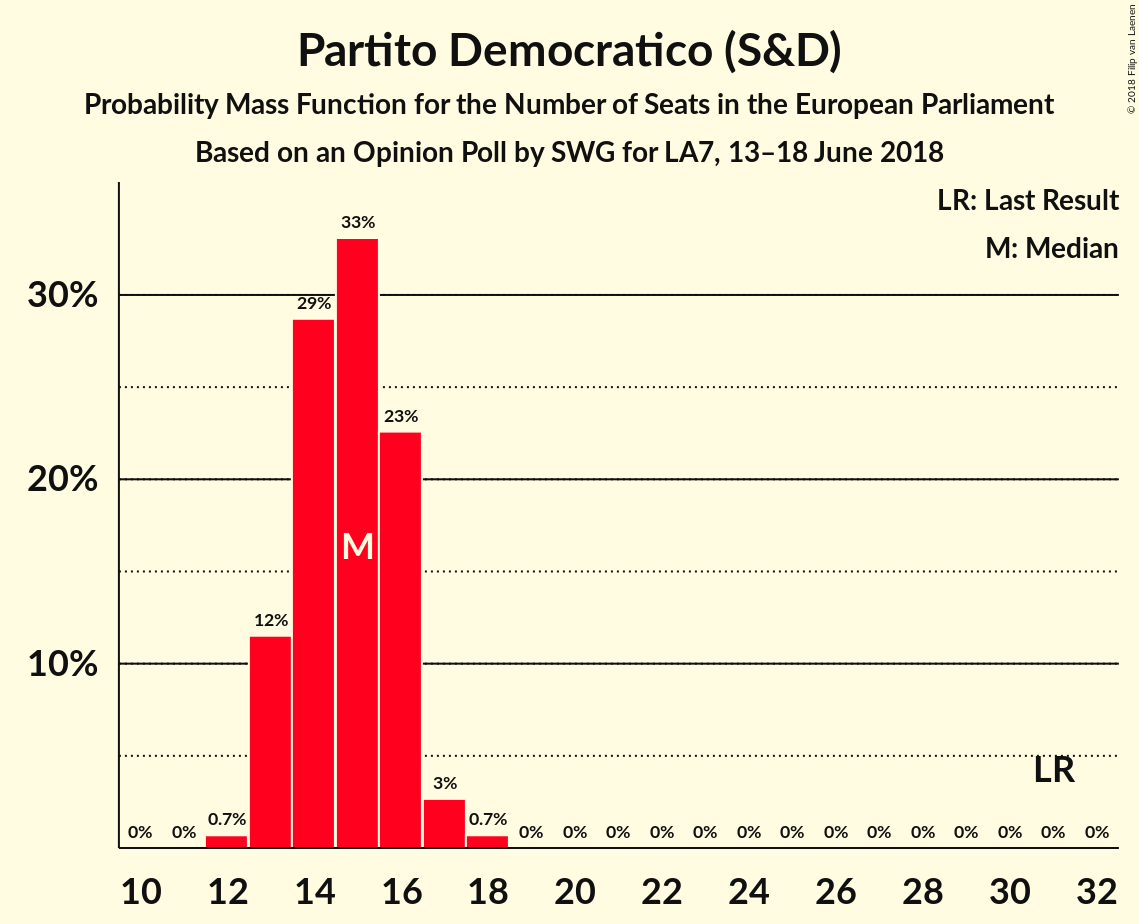 Partito Democratico (S&D)
Probability Mass Function for the Number of Seats in the European Parliament
Based on an Opinion Poll by SWG for LA7, 13–18 June 2018
© 2018 Filip van Laenen
LR: Last Result
M: Median
30%
20%
10%
0% 0% 0.7% 12% 29% 33% 23% 3% 0.7% 0% 0% 0% 0% 0% 0% 0% 0% 0% 0% 0% 0% 0% 0%
M
LR
10 12 14 16 18 20 22 24 26 28 30 32